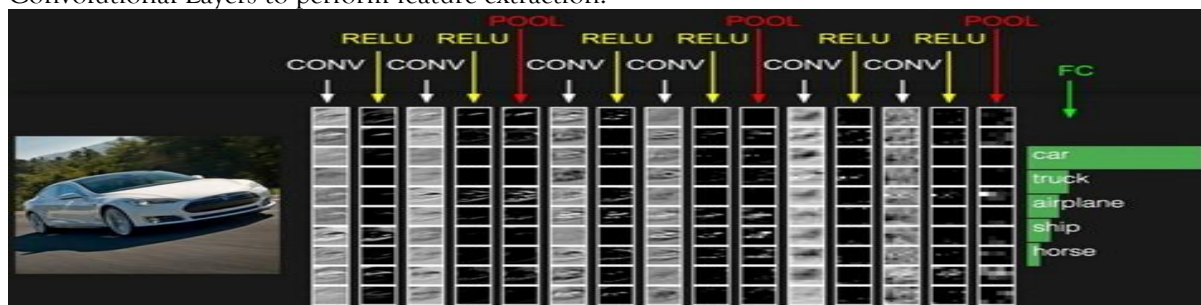 Convolutional Layers to perform feature extraction.
POOL POOL POOL
RELU RELU RELU RELU RELU RELU
CONV CONV CONV CONV CONV CONV
FC
car
truck
airplane
ship
horse